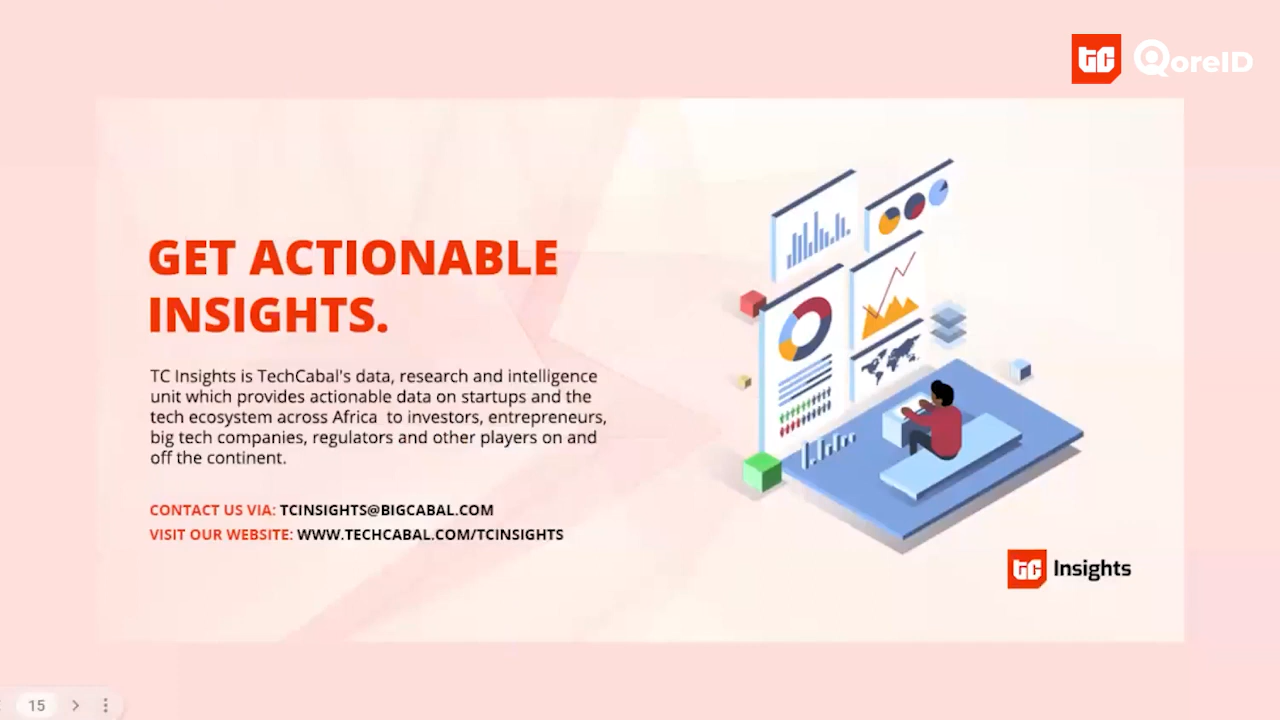 TC QoreID
GET ACTIONABLE
INSIGHTS.
TC Insights is TechCabal's data, research and intelligence
unit which provides actionable data on startups and the
tech ecosystem across Africa to investors, entrepreneurs,
big tech companies, regulators and other players on and
off the continent.
CONTACT US VIA: TCINSIGHTS@BIGCABAL.COM
VISIT OUR WEBSITE: WWW.TECHCABAL.COM/TCINSIGHTS
TC Insights
15